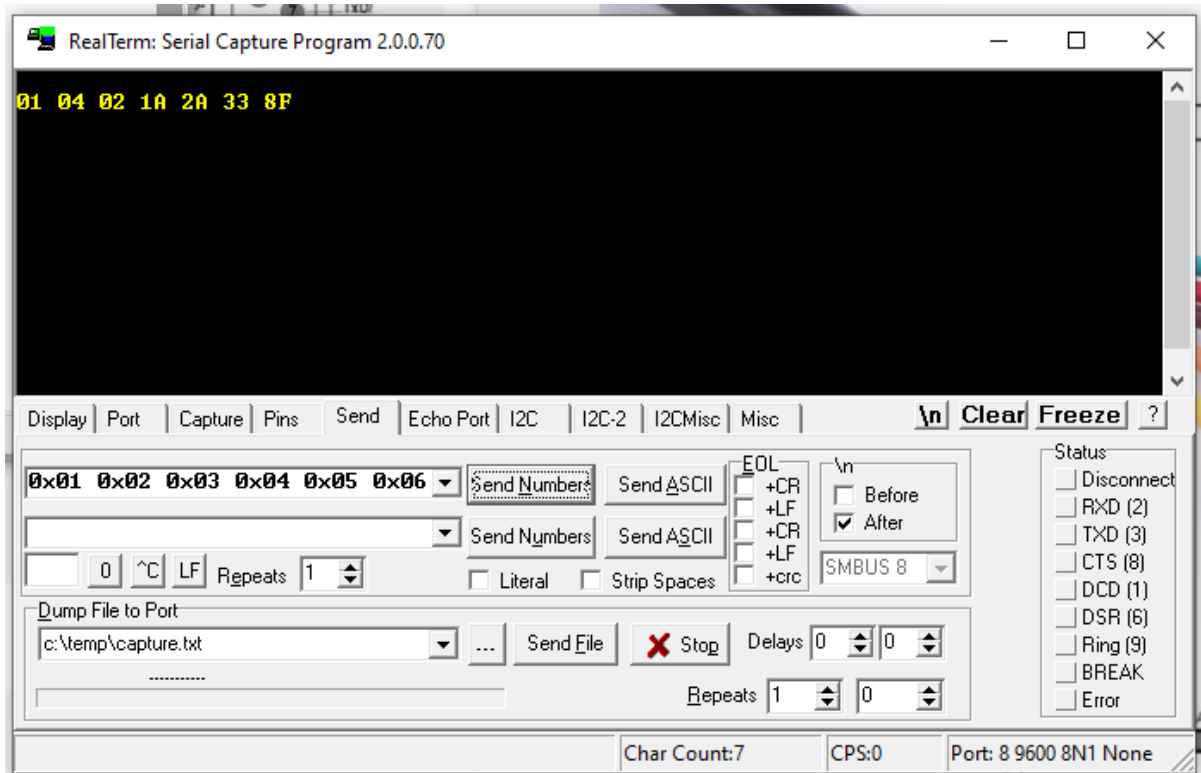 RealTerm: Serial Capture Program 2.0.0.70
01 04 02 1A 2A 33 8F
Display Port Capture Pins Send Echo Port I2C I2C-2 I2CMisc Misc \n Clear Freeze ?
0x01 0x02 0x03 0x04 0x05 0x06 Send Numbers Send ASCII
Send Numbers Send ASCII
0 ^C LF Repeats 1 Literal Strip Spaces
EOL
+CR
+LF
+CR
+LF
+crc
\n
Before
After
SMBUS 8
Dump File to Port
c:\temp\capture.txt ... Send File Stop Delays 0 0
-----------
Repeats 1 0
Status
Disconnect
RXD (2)
TXD (3)
CTS (8)
DCD (1)
DSR (6)
Ring (9)
BREAK
Error
Char Count:7 CPS:0 Port: 8 9600 8N1 None